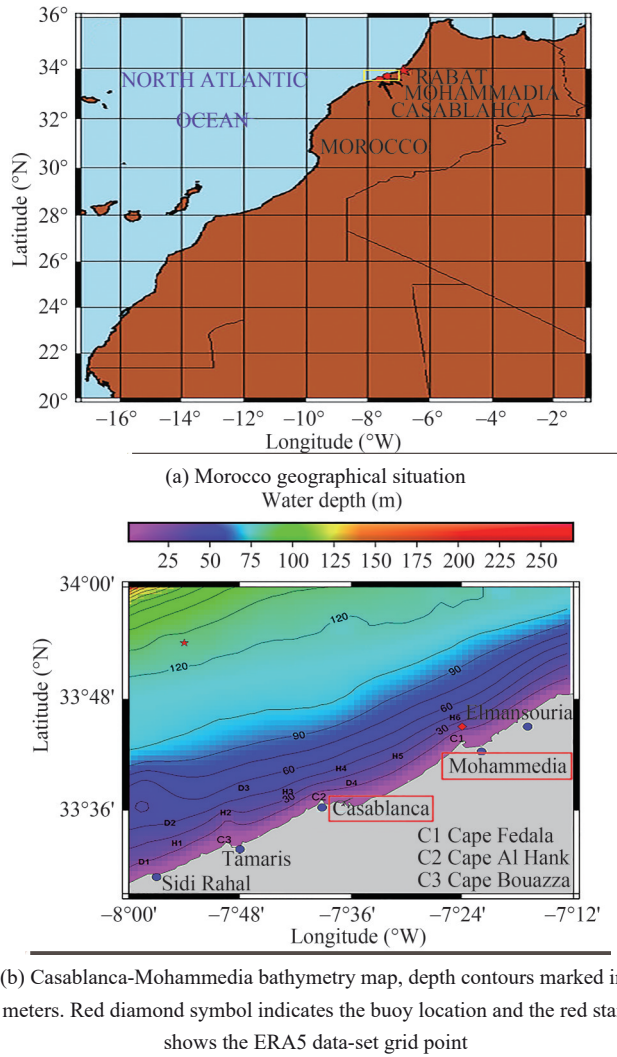 36°
34°
32°
30°
28°
26°
24°
22°
20°
Latitude (°N)
NORTH ATLANTIC
OCEAN
RABAT
MOHAMMADIA
CASABLAHCA
MOROCCO
−16° −14° −12° −10° −8° −6° −4° −2°
Longitude (°W)
(a) Morocco geographical situation
Water depth (m)
25 50 75 100 125 150 175 200 225 250
34°00'
33°48'
33°36'
Latitude (°N)
120
120
90
90
60
60
30
30
H6
Elmansouria
C1
Mohammedia
H5
H4
D4
D3
H3
C2
Casablanca
H2
D2
H1
C3
D1
Tamaris
Sidi Rahal
C1 Cape Fedala
C2 Cape Al Hank
C3 Cape Bouazza
−8°00' −7°48' −7°36' −7°24' −7°12'
Longitude (°W)
(b) Casablanca-Mohammedia bathymetry map, depth contours marked in
meters. Red diamond symbol indicates the buoy location and the red star
shows the ERA5 data-set grid point